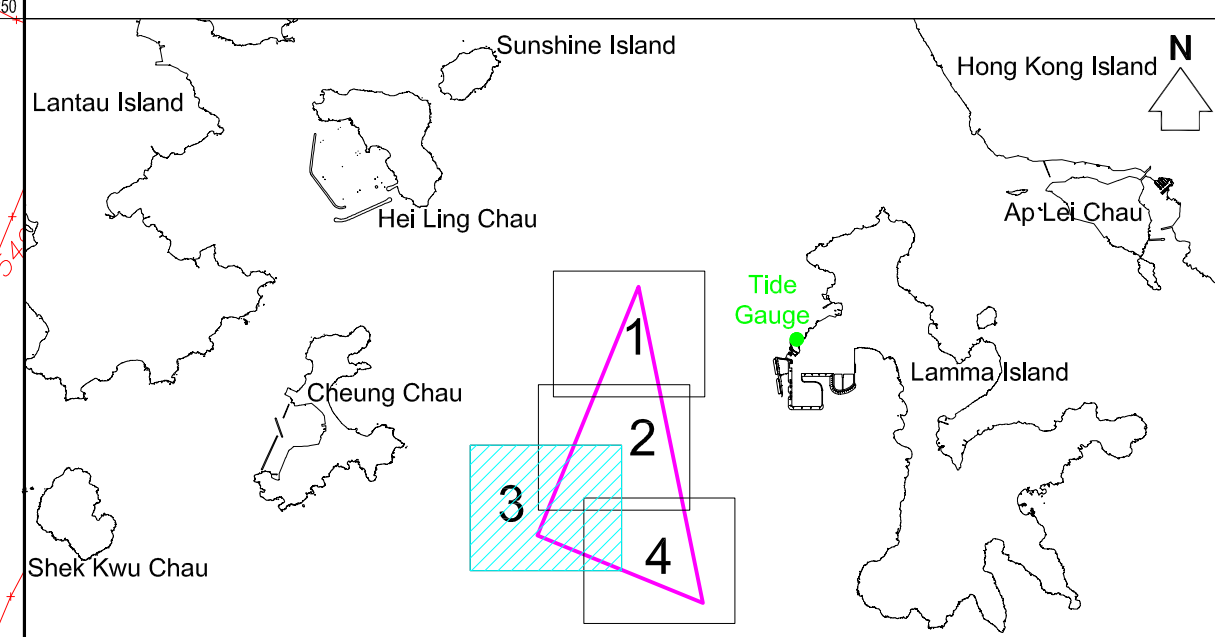 50
Sunshine Island
N
Hong Kong Island
Lantau Island
Hei Ling Chau
Ap Lei Chau
Tide
Gauge
1
Lamma Island
Cheung Chau
2
3
4
Shek Kwu Chau